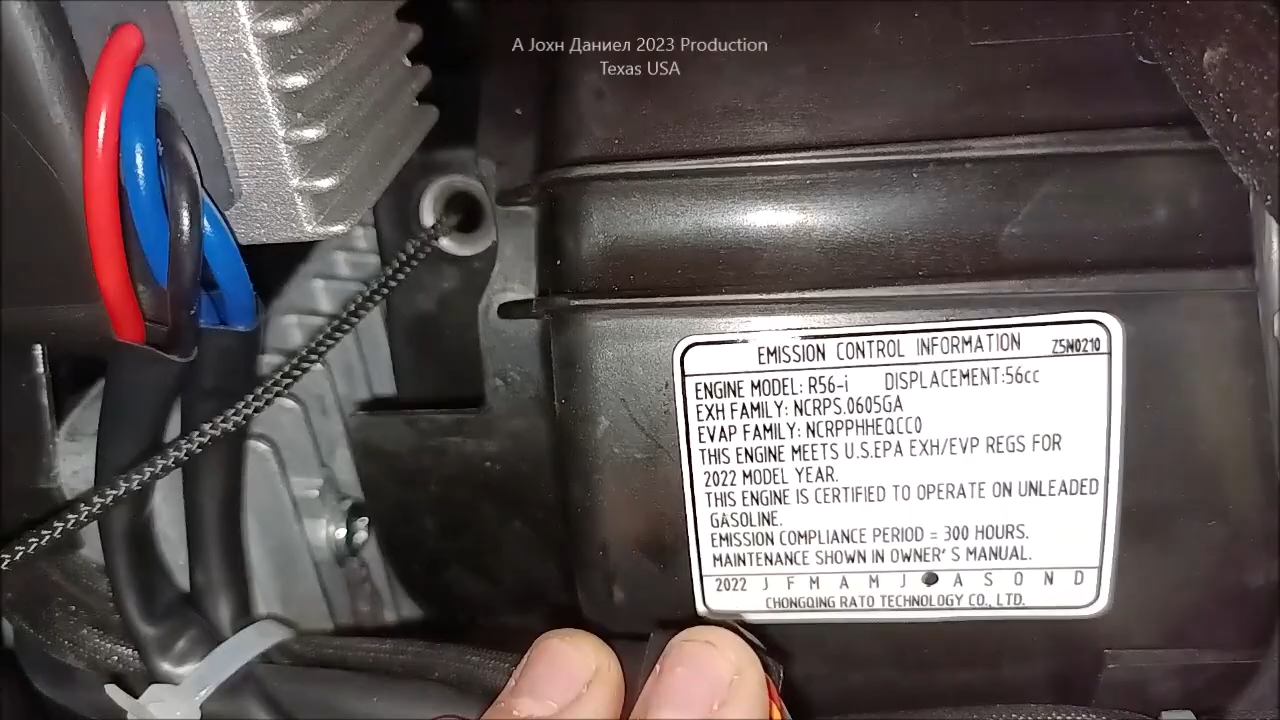 А Јохн Даниел 2023 Production
Texas USA
EMISSION CONTROL INFORMATION Z5N0210
ENGINE MODEL: R56-i DISPLACEMENT:56cc
EXH FAMILY: NCRPS.0605GA
EVAP FAMILY: NCRPPHHEQCC0
THIS ENGINE MEETS U.S.EPA EXH/EVP REGS FOR
2022 MODEL YEAR.
THIS ENGINE IS CERTIFIED TO OPERATE ON UNLEADED
GASOLINE.
EMISSION COMPLIANCE PERIOD = 300 HOURS.
MAINTENANCE SHOWN IN OWNER' S MANUAL.
2022 J F M A M J A S O N D
CHONGQING RATO TECHNOLOGY CO., LTD.